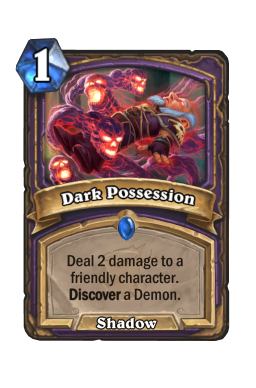 1
Dark Possession
Deal 2 damage to a
friendly character.
Discover a Demon.
Shadow